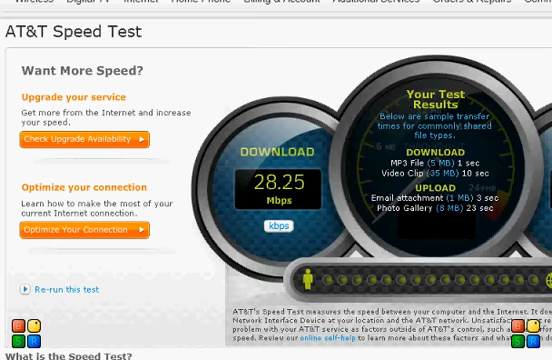 Wireless Digital TV Internet Home Phone Billing & Account Additional Services Orders & Repairs
AT&T Speed Test
Want More Speed?
Upgrade your service
Get more from the Internet and increase
your speed.
Check Upgrade Availability
Optimize your connection
Learn how to make the most of your
current Internet connection.
Optimize Your Connection
Re-run this test
DOWNLOAD
28.25
Mbps
kbps
Your Test
Results
Below are sample transfer
times for commonly shared
file types.
DOWNLOAD
MP3 File (5 MB) 1 sec
Video Clip (35 MB) 10 sec
UPLOAD
Email attachment (1 MB) 3 sec
Photo Gallery (8 MB) 23 sec
AT&T's Speed Test measures the speed between your computer and the Internet. It
Network Interface Device at your location and the AT&T network.
problem with your AT&T service as factors outside of AT&T's control, such
speed. Review our online self-help to learn more about these factors and
S R
S R
What is the Speed Test?